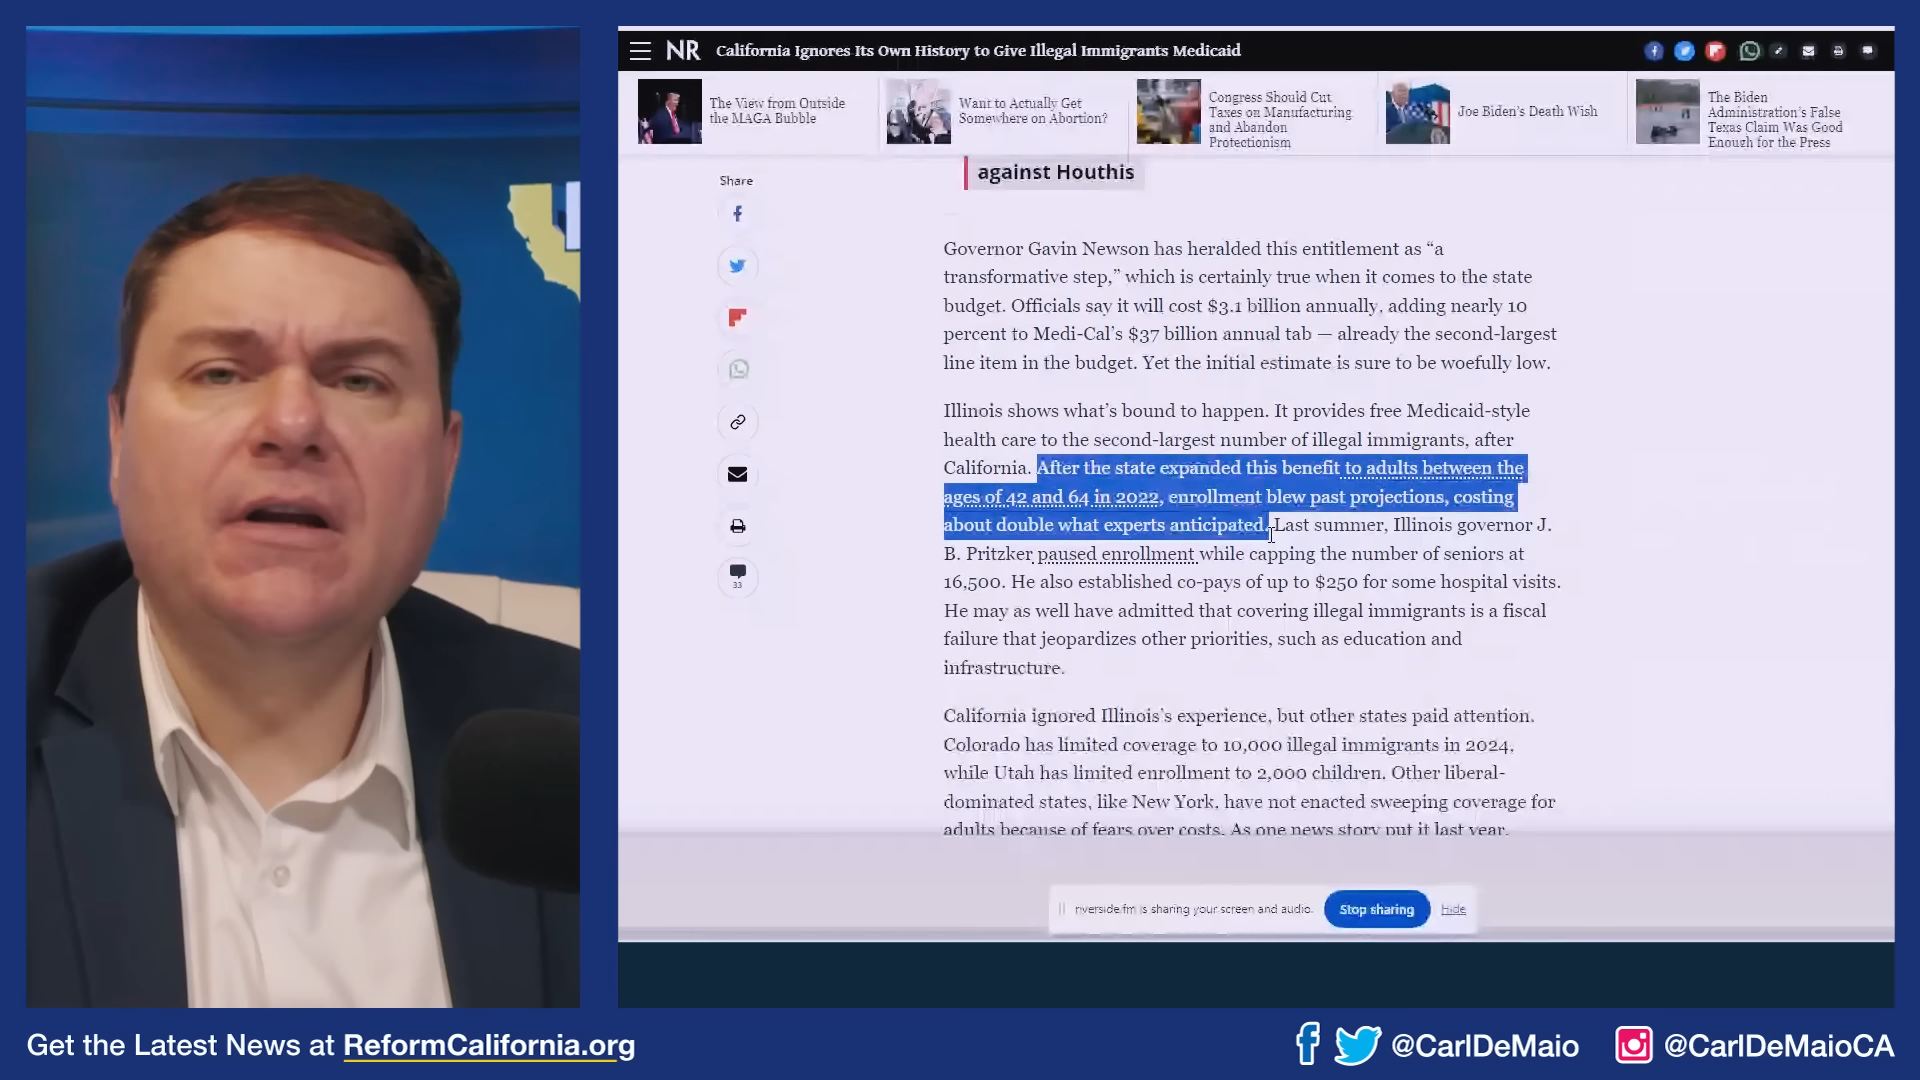 NR California Ignores Its Own History to Give Illegal Immigrants Medicaid
The View from Outside
the MAGA Bubble
Want to Actually Get
Somewhere on Abortion?
Congress Should Cut
Taxes on Manufacturing
and Abandon
Protectionism
Joe Biden's Death Wish
The Biden
Administration's False
Texas Claim Was Good
Enough for the Press
against Houthis
Share
33
Governor Gavin Newson has heralded this entitlement as “a
transformative step,” which is certainly true when it comes to the state
budget. Officials say it will cost $3.1 billion annually, adding nearly 10
percent to Medi-Cal’s $37 billion annual tab — already the second-largest
line item in the budget. Yet the initial estimate is sure to be woefully low.
Illinois shows what’s bound to happen. It provides free Medicaid-style
health care to the second-largest number of illegal immigrants, after
California. After the state expanded this benefit to adults between the
ages of 42 and 64 in 2022, enrollment blew past projections, costing
about double what experts anticipated. Last summer, Illinois governor J.
B. Pritzker paused enrollment while capping the number of seniors at
16,500. He also established co-pays of up to $250 for some hospital visits.
He may as well have admitted that covering illegal immigrants is a fiscal
failure that jeopardizes other priorities, such as education and
infrastructure.
California ignored Illinois’s experience, but other states paid attention.
Colorado has limited coverage to 10,000 illegal immigrants in 2024,
while Utah has limited enrollment to 2,000 children. Other liberal-
dominated states, like New York, have not enacted sweeping coverage for
adults because of fears over costs. As one news story put it last year,
riverside.fm is sharing your screen and audio. Stop sharing Hide
Get the Latest News at ReformCalifornia.org
@CarlDeMaio
@CarlDeMaioCA